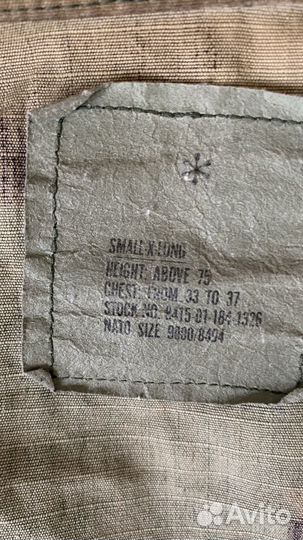 SMALL-X-LONG
HEIGHT: ABOVE 75
CHEST: FROM 33 TO 37
STOCK NO. 8415-01-184-1326
NATO SIZE 9090/8494
Avito